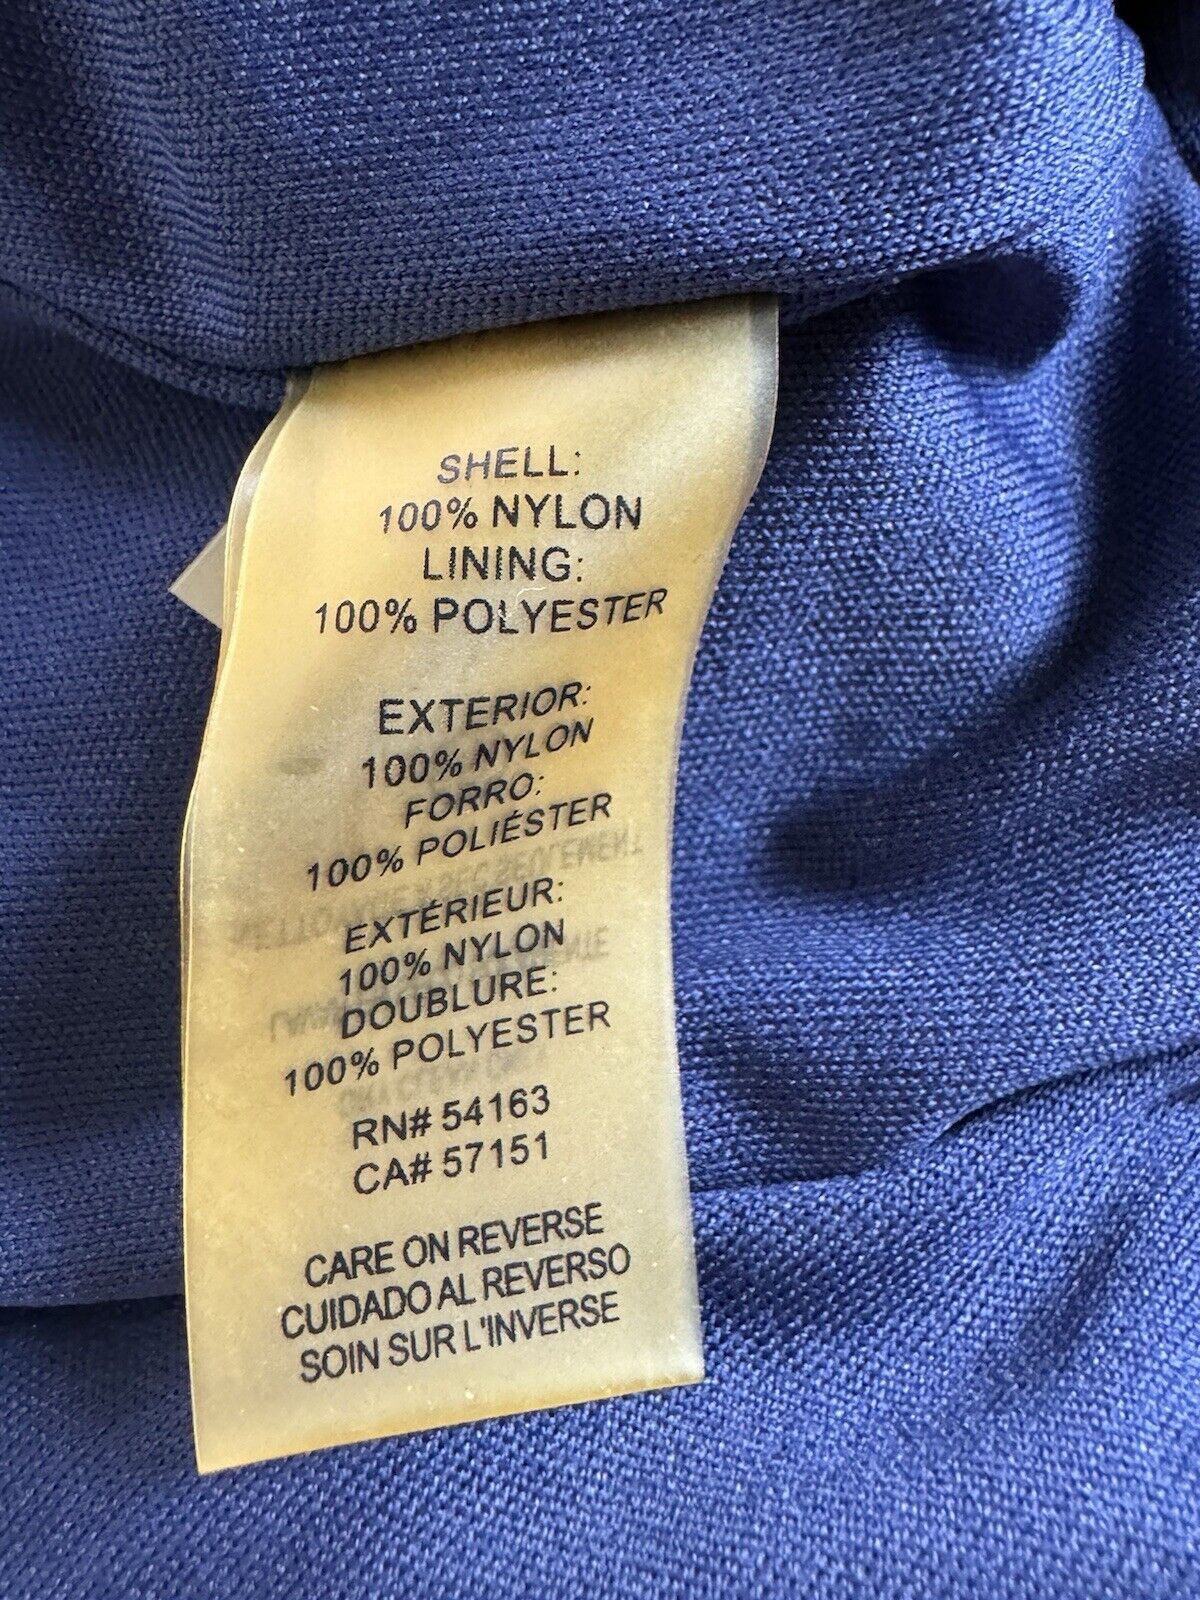 SHELL:
100% NYLON
LINING:
100% POLYESTER
EXTERIOR:
100% NYLON
FORRO:
100% POLIÉSTER
EXTÉRIEUR:
100% NYLON
DOUBLURE:
100% POLYESTER
RN# 54163
CA# 57151
CARE ON REVERSE
CUIDADO AL REVERSO
SOIN SUR L'INVERSE